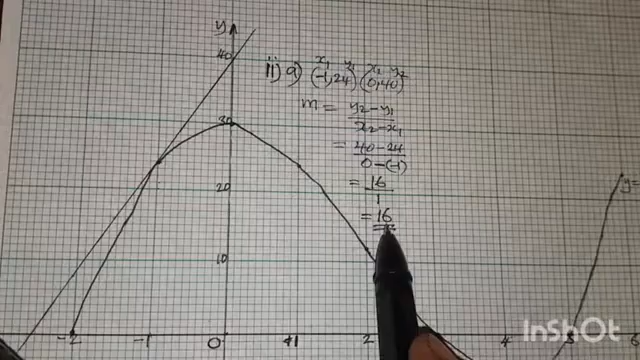 y
40
x₁ y₁ x₂ y₂
ii) a) (-1,24) (0,40)
m = y₂-y₁
x₂-x₁
30
= 40-24
0-(-1)
= 16
1
20
= 16
y=
10
-2 -1 0 +1 2 4
InShOt